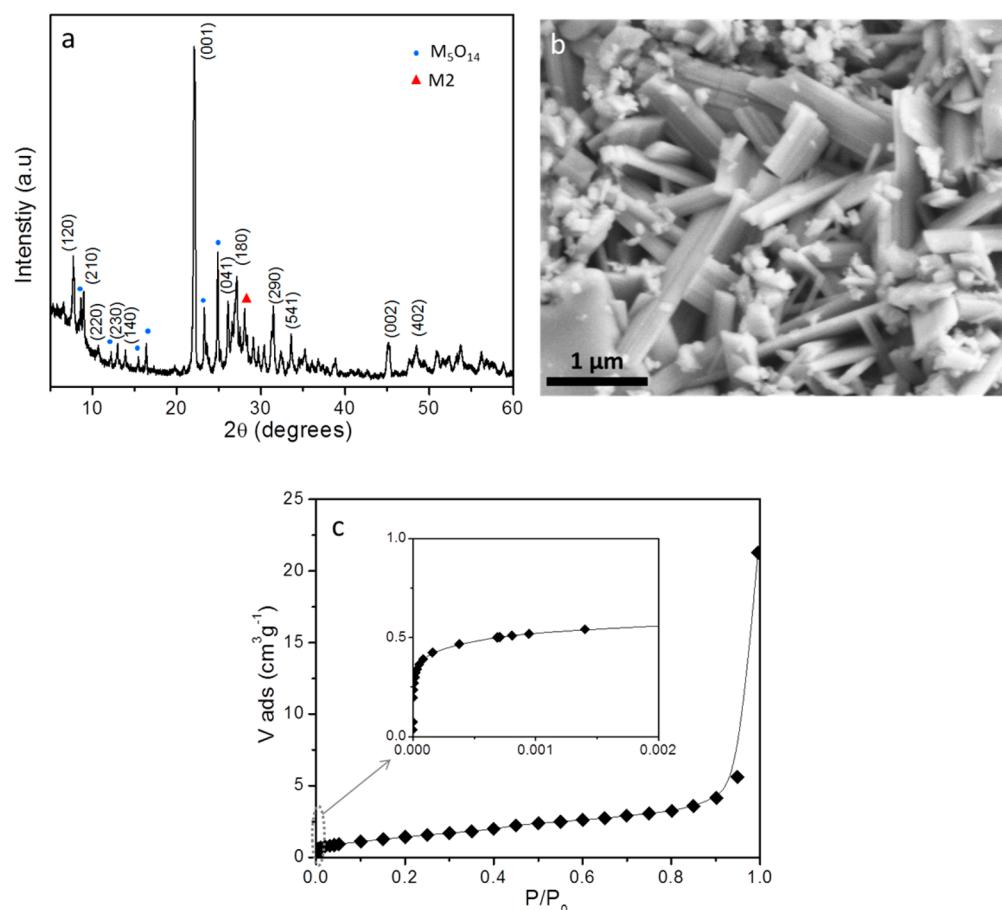 a
(001)
M₅O₁₄
M2
(120)
(210)
(220)
(230)
(140)
(041)
(180)
(290)
(541)
(002)
(402)
Intenstiy (a.u)
10 20 30 40 50 60
2θ (degrees)
b
1 µm
c
25
20
15
10
5
0
V ads (cm³g⁻¹)
1.0
0.5
0.0
0.000 0.001 0.002
0.0 0.2 0.4 0.6 0.8 1.0
P/P₀